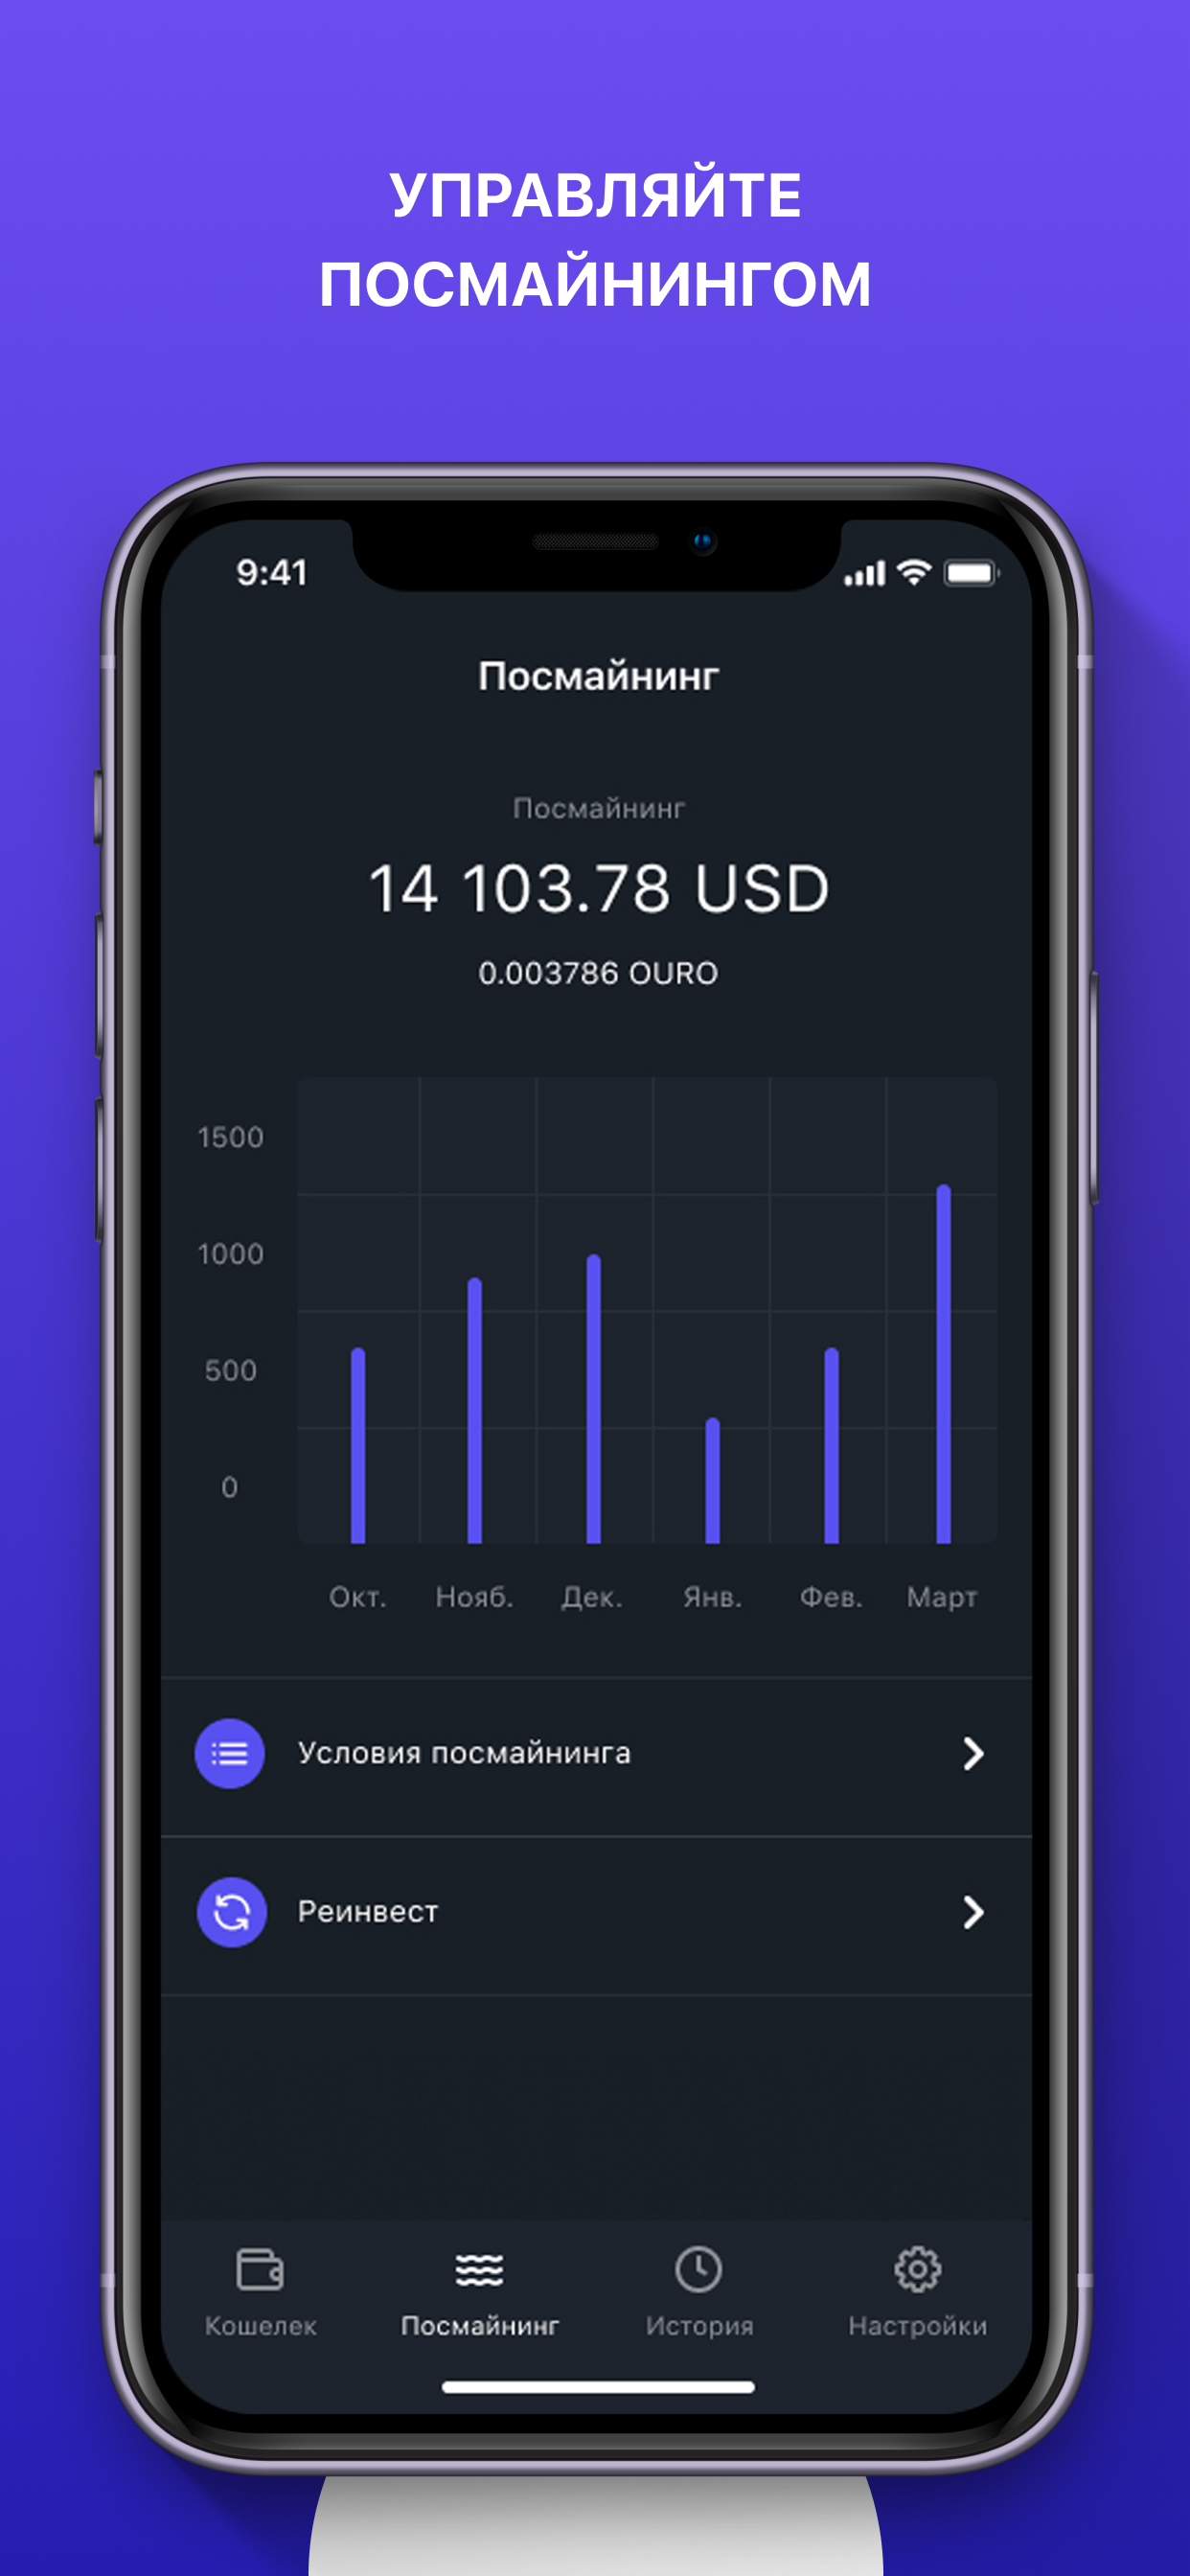 УПРАВЛЯЙТЕ
ПОСМАЙНИНГОМ
9:41
Посмайнинг
Посмайнинг
14 103.78 USD
0.003786 OURO
1500
1000
500
0
Окт. Нояб. Дек. Янв. Фев. Март
Условия посмайнинга
Реинвест
Кошелек Посмайнинг История Настройки